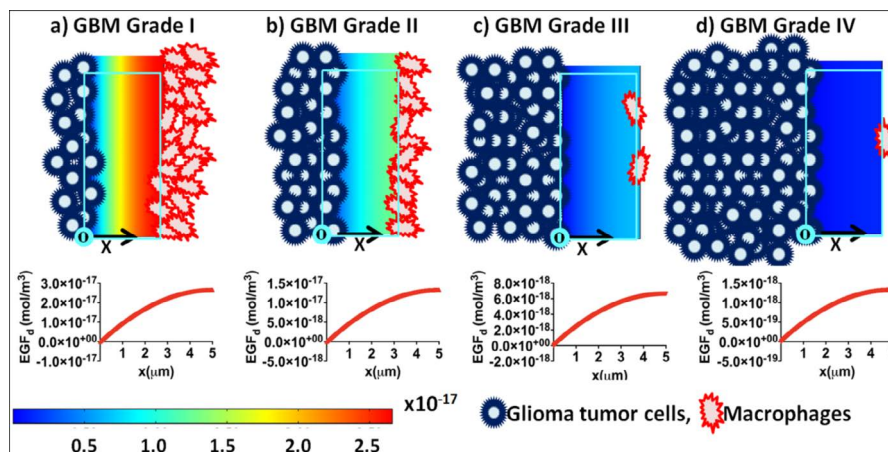 a) GBM Grade I
b) GBM Grade II
c) GBM Grade III
d) GBM Grade IV
O X
O X
O X
O X
EGF_d (mol/m³)
3.0×10⁻¹⁷
2.0×10⁻¹⁷
1.0×10⁻¹⁷
0.0×10⁺⁰⁰
-1.0×10⁻¹⁷
1 2 3 4 5
x(μm)
EGF_d (mol/m³)
1.5×10⁻¹⁷
1.0×10⁻¹⁷
5.0×10⁻¹⁸
0.0×10⁺⁰⁰
-5.0×10⁻¹⁸
1 2 3 4 5
x(μm)
EGF_d (mol/m³)
8.0×10⁻¹⁸
6.0×10⁻¹⁸
4.0×10⁻¹⁸
2.0×10⁻¹⁸
0.0×10⁺⁰⁰
-2.0×10⁻¹⁸
1 2 3 4 5
x(μm)
EGF_d (mol/m³)
1.5×10⁻¹⁸
1.0×10⁻¹⁸
5.0×10⁻¹⁹
0.0×10⁺⁰⁰
-5.0×10⁻¹⁹
1 2 3 4 5
x(μm)
x10⁻¹⁷
0.5 1.0 1.5 2.0 2.5
Glioma tumor cells, Macrophages